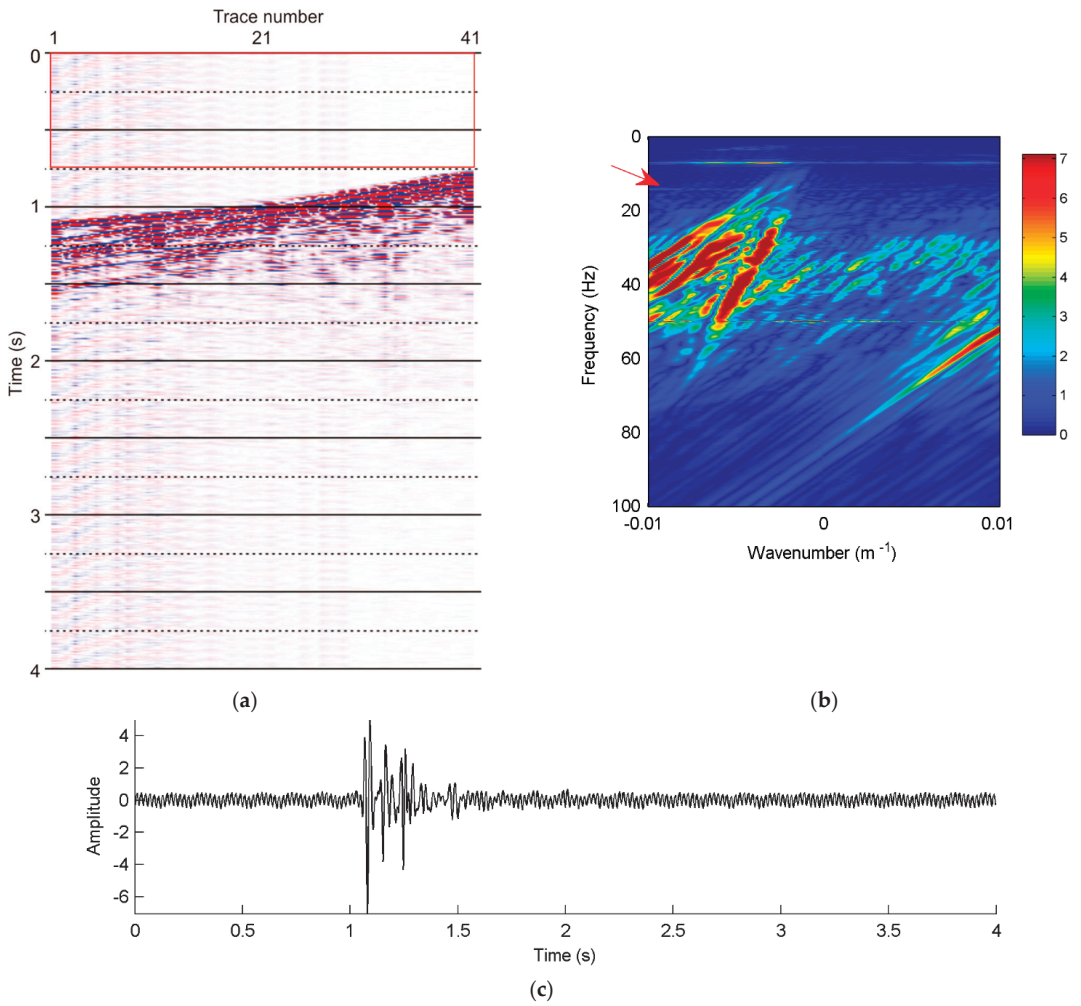 Trace number
1 21 41
0
1
2
3
4
Time (s)
(a)
0
20
40
60
80
100
Frequency (Hz)
-0.01 0 0.01
Wavenumber (m -1)
7
6
5
4
3
2
1
0
(b)
4
2
0
-2
-4
-6
Amplitude
0 0.5 1 1.5 2 2.5 3 3.5 4
Time (s)
(c)